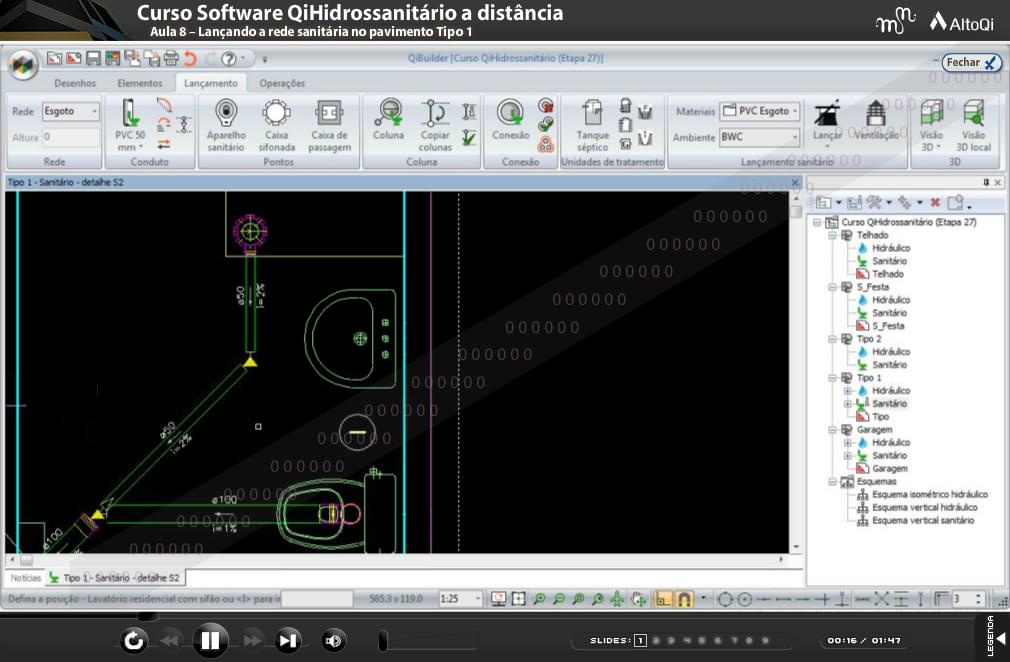 Curso Software QiHidrossanitário a distância
Aula 8 – Lançando a rede sanitária no pavimento Tipo 1
AltoQi
QiBuilder [Curso QiHidrossanitário (Etapa 27)]
Fechar
Desenhos Elementos Lançamento Operações
Rede Esgoto
Altura 0
Rede
PVC 50 mm
Conduto
Aparelho sanitário
Caixa sifonada
Caixa de passagem
Pontos
Coluna
Copiar colunas
Coluna
Conexão
Conexão
Tanque séptico
Unidades de tratamento
Materiais PVC Esgoto
Ambiente BWC
Lançar
Ventilação
Lançamento sanitário
Visão 3D
Visão 3D local
3D
Tipo 1 - Sanitário - detalhe S2
ø50
i=2%
ø50
i=2%
ø100
i=1%
ø100
Curso QiHidrossanitário (Etapa 27)
Telhado
Hidráulico
Sanitário
Telhado
S_Festa
Hidráulico
Sanitário
S_Festa
Tipo 2
Hidráulico
Sanitário
Tipo 1
Hidráulico
Sanitário
Tipo
Garagem
Hidráulico
Sanitário
Garagem
Esquemas
Esquema isométrico hidráulico
Esquema vertical hidráulico
Esquema vertical sanitário
Notícias Tipo 1 - Sanitário - detalhe S2
Defina a posição - Lavatório residencial com sifão ou <I> para in
585.3 x 119.0
1:25
3
SLIDES: 1 2 3 4 5 6 7 8 9
00:16 / 01:47
LEGENDA